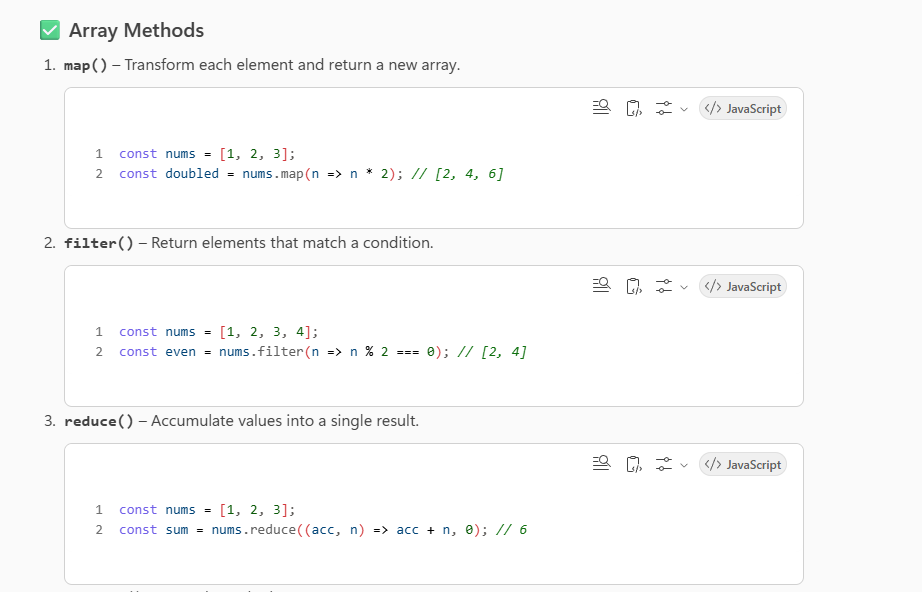 ✅ Array Methods
1. map() – Transform each element and return a new array.
</> JavaScript
1 const nums = [1, 2, 3];
2 const doubled = nums.map(n => n * 2); // [2, 4, 6]
2. filter() – Return elements that match a condition.
</> JavaScript
1 const nums = [1, 2, 3, 4];
2 const even = nums.filter(n => n % 2 === 0); // [2, 4]
3. reduce() – Accumulate values into a single result.
</> JavaScript
1 const nums = [1, 2, 3];
2 const sum = nums.reduce((acc, n) => acc + n, 0); // 6